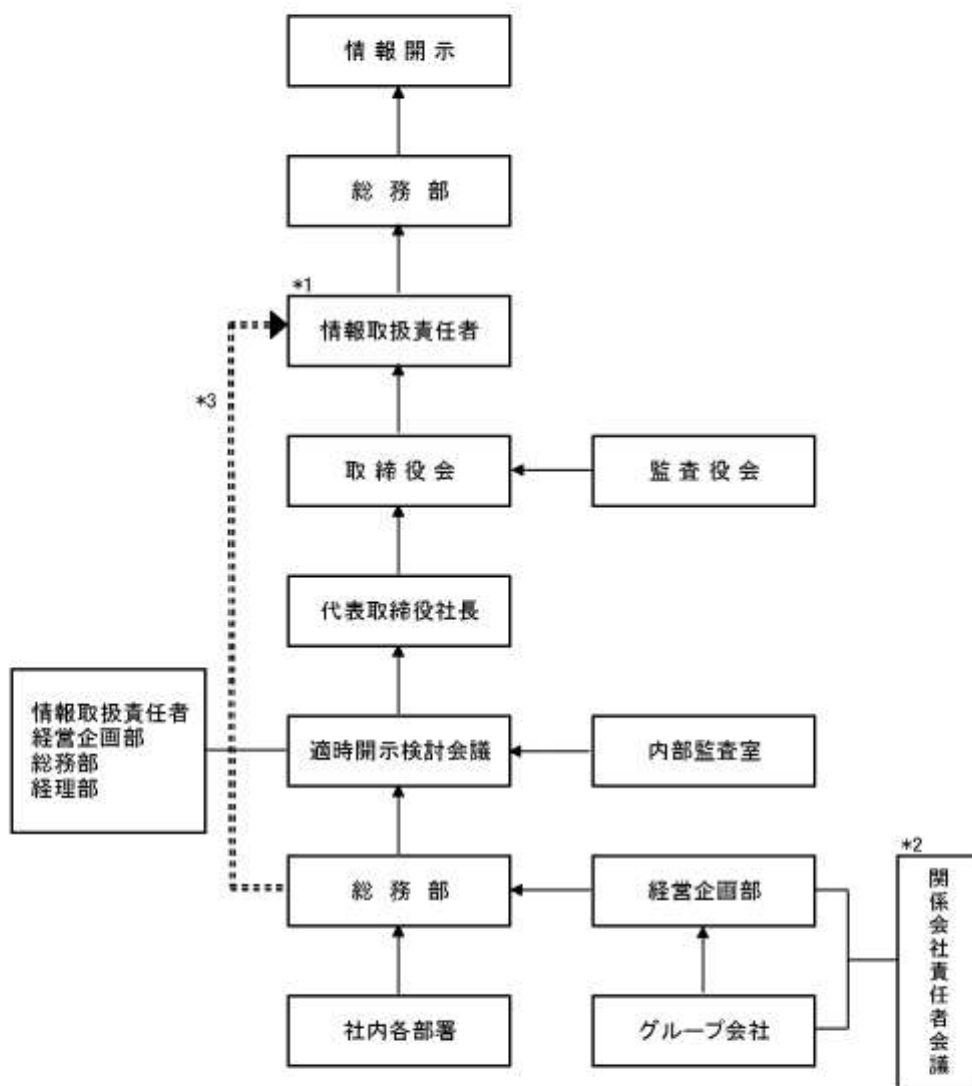 情報開示
総務部
*1
情報取扱責任者
*3
取締役会
監査役会
代表取締役社長
情報取扱責任者
経営企画部
総務部
経理部
適時開示検討会議
内部監査室
*2
総務部
経営企画部
関係会社責任者会議
社内各部署
グループ会社